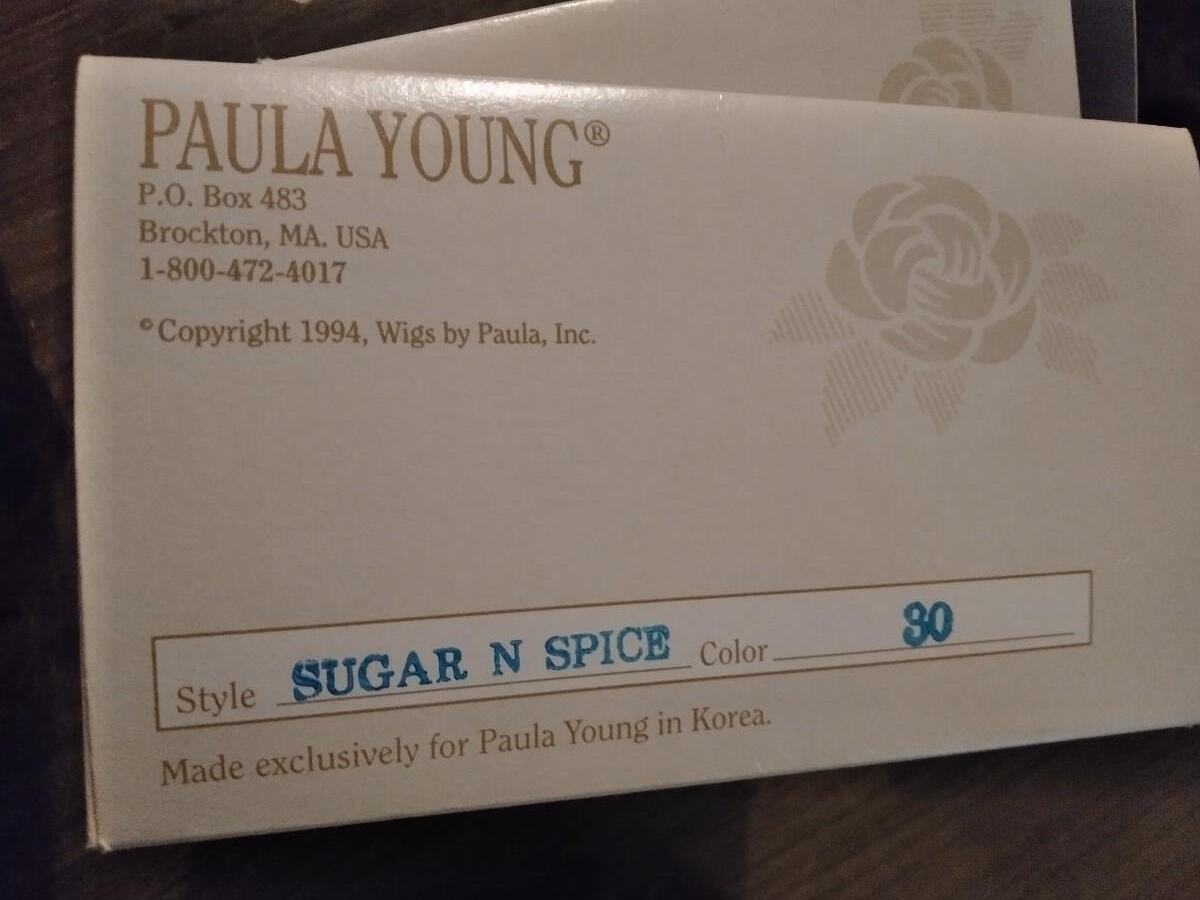 PAULA YOUNG®
P.O. Box 483
Brockton, MA. USA
1-800-472-4017
©Copyright 1994, Wigs by Paula, Inc.
Style SUGAR N SPICE Color 30
Made exclusively for Paula Young in Korea.